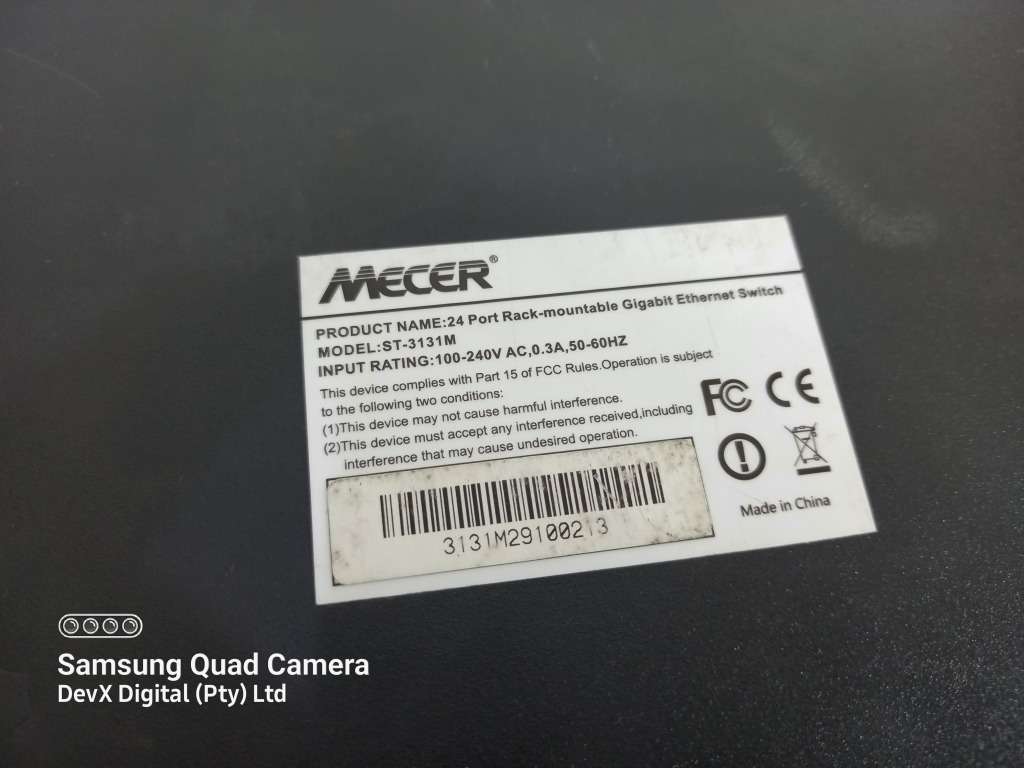 MECER®
PRODUCT NAME:24 Port Rack-mountable Gigabit Ethernet Switch
MODEL:ST-3131M
INPUT RATING:100-240V AC,0.3A,50-60HZ
This device complies with Part 15 of FCC Rules.Operation is subject
to the following two conditions:
(1)This device may not cause harmful interference.
(2)This device must accept any interference received,including
interference that may cause undesired operation.
FC CE
Made in China
3131M29100213
Samsung Quad Camera
DevX Digital (Pty) Ltd